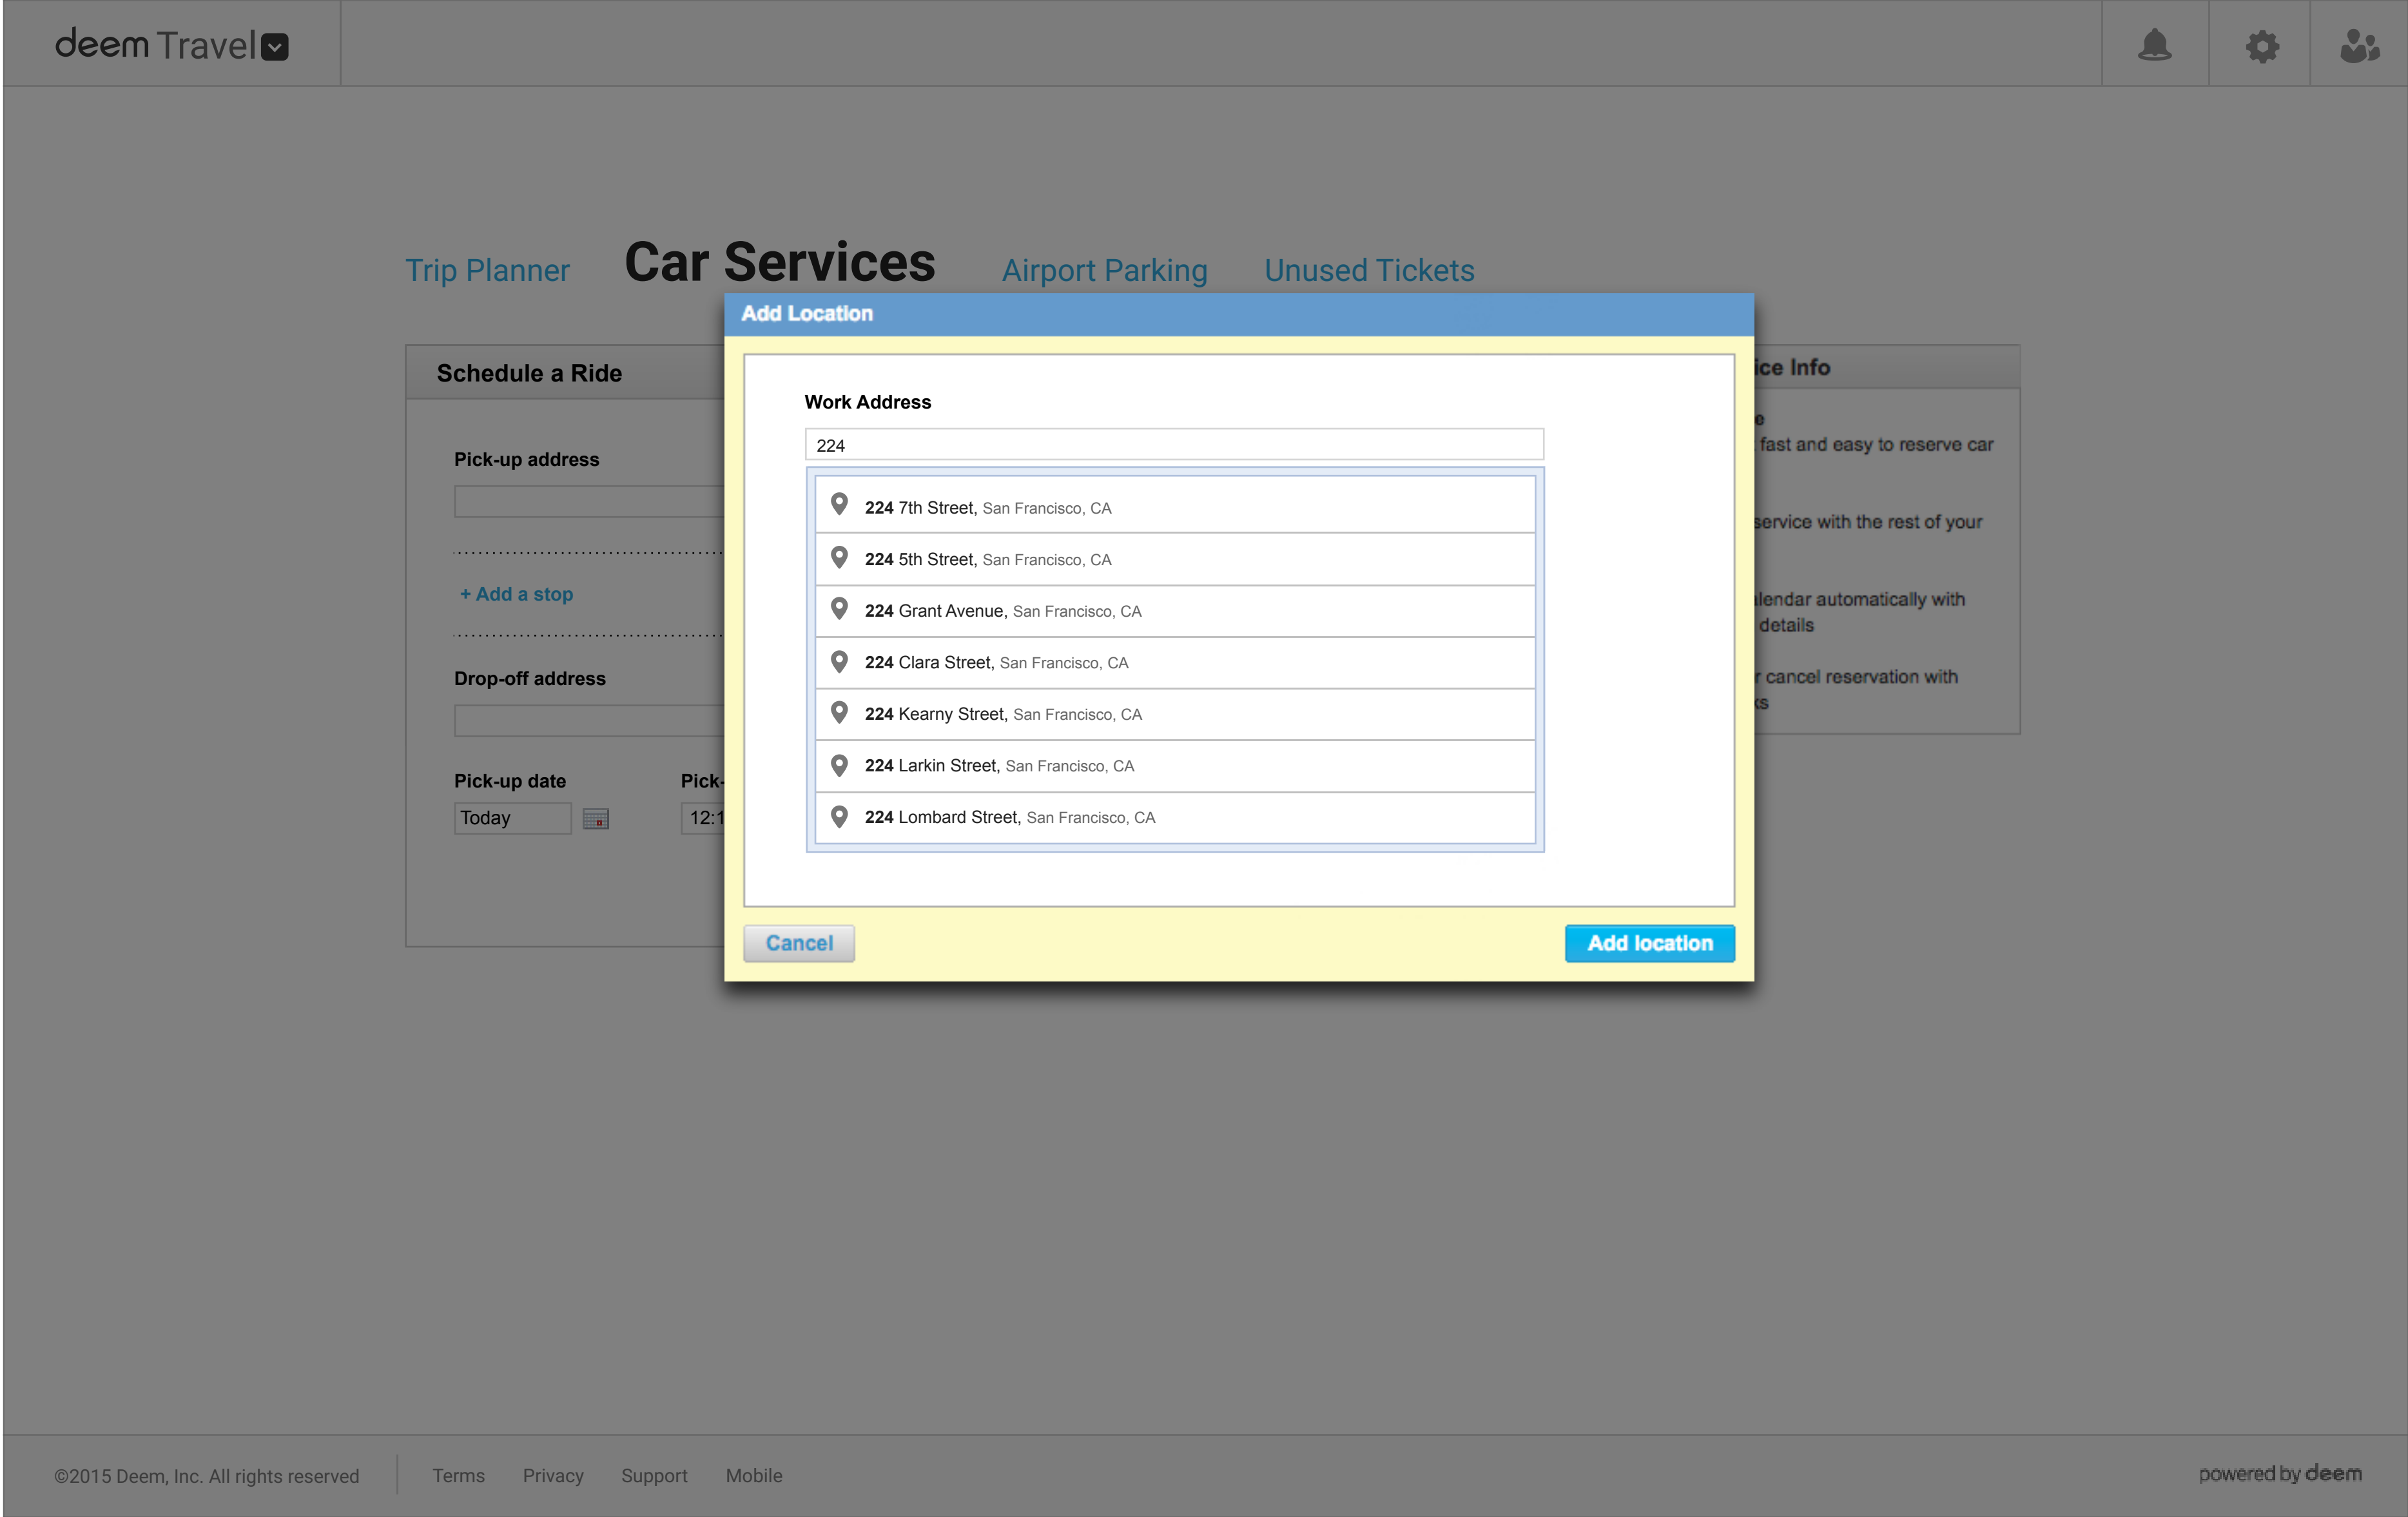 deem Travel
Trip Planner
Car Services
Airport Parking
Unused Tickets
Schedule a Ride
Pick-up address
+ Add a stop
Drop-off address
Pick-up date
Pick-
Today
12:1
Add Location
Work Address
224
224 7th Street, San Francisco, CA
224 5th Street, San Francisco, CA
224 Grant Avenue, San Francisco, CA
224 Clara Street, San Francisco, CA
224 Kearny Street, San Francisco, CA
224 Larkin Street, San Francisco, CA
224 Lombard Street, San Francisco, CA
Cancel
Add location
Info
fast and easy to reserve car
service with the rest of your
automatically with
details
cancel reservation with
©2015 Deem, Inc. All rights reserved
Terms
Privacy
Support
Mobile
powered by deem